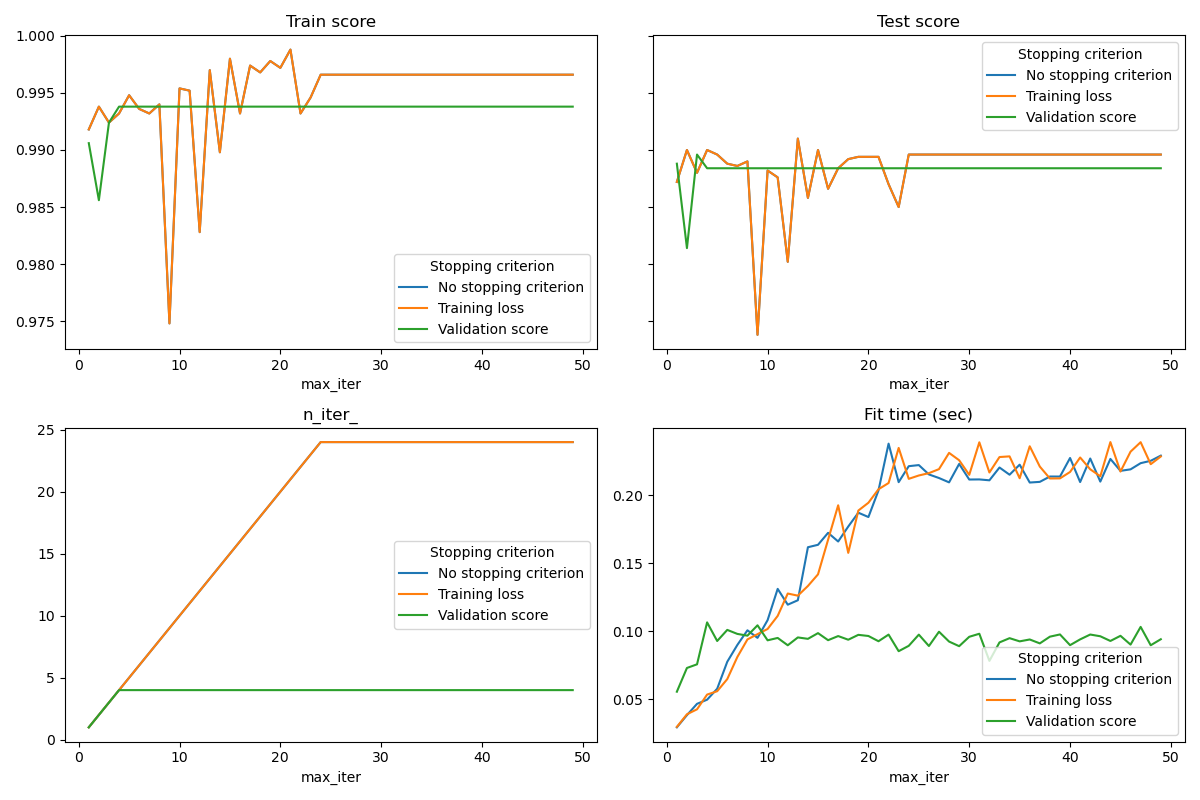 Train score
1.000
0.995
0.990
0.985
0.980
0.975
0
10
20
30
40
50
max_iter
Stopping criterion
No stopping criterion
Training loss
Validation score
Test score
Stopping criterion
No stopping criterion
Training loss
Validation score
0
10
20
30
40
50
max_iter
n_iter_
25
20
15
10
5
0
Stopping criterion
No stopping criterion
Training loss
Validation score
0
10
20
30
40
50
max_iter
Fit time (sec)
0.20
0.15
0.10
0.05
Stopping criterion
No stopping criterion
Training loss
Validation score
0
10
20
30
40
50
max_iter